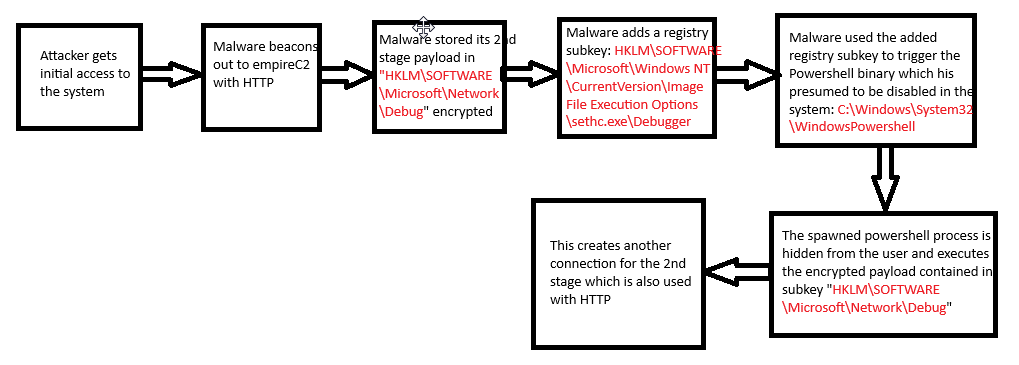 Attacker gets
initial access to
the system
Malware beacons
out to empireC2
with HTTP
Malware stored its 2nd
stage payload in
"HKLM\SOFTWARE
\Microsoft\Network
\Debug" encrypted
Malware adds a registry
subkey: HKLM\SOFTWARE
\Microsoft\Windows NT
\CurrentVersion\Image
File Execution Options
\sethc.exe\Debugger
Malware used the added
registry subkey to trigger the
Powershell binary which his
presumed to be disabled in the
system: C:\Windows\System32
\WindowsPowershell
The spawned powershell process is
hidden from the user and executes
the encrypted payload contained in
subkey "HKLM\SOFTWARE
\Microsoft\Network\Debug"
This creates another
connection for the 2nd
stage which is also used
with HTTP